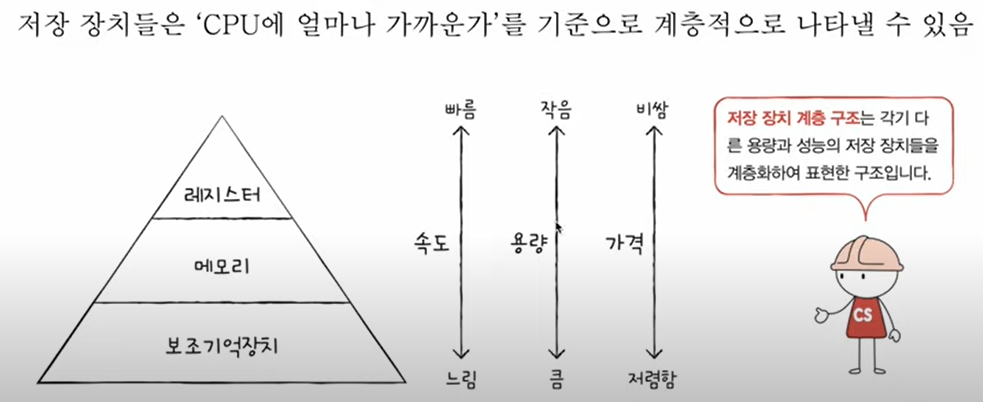 저장 장치들은 ‘CPU에 얼마나 가까운가’를 기준으로 계층적으로 나타낼 수 있음
레지스터
메모리
보조기억장치
빠름
속도
느림
작음
용량
큼
비쌈
가격
저렴함
저장 장치 계층 구조는 각기 다
른 용량과 성능의 저장 장치들을
계층화하여 표현한 구조입니다.
CS